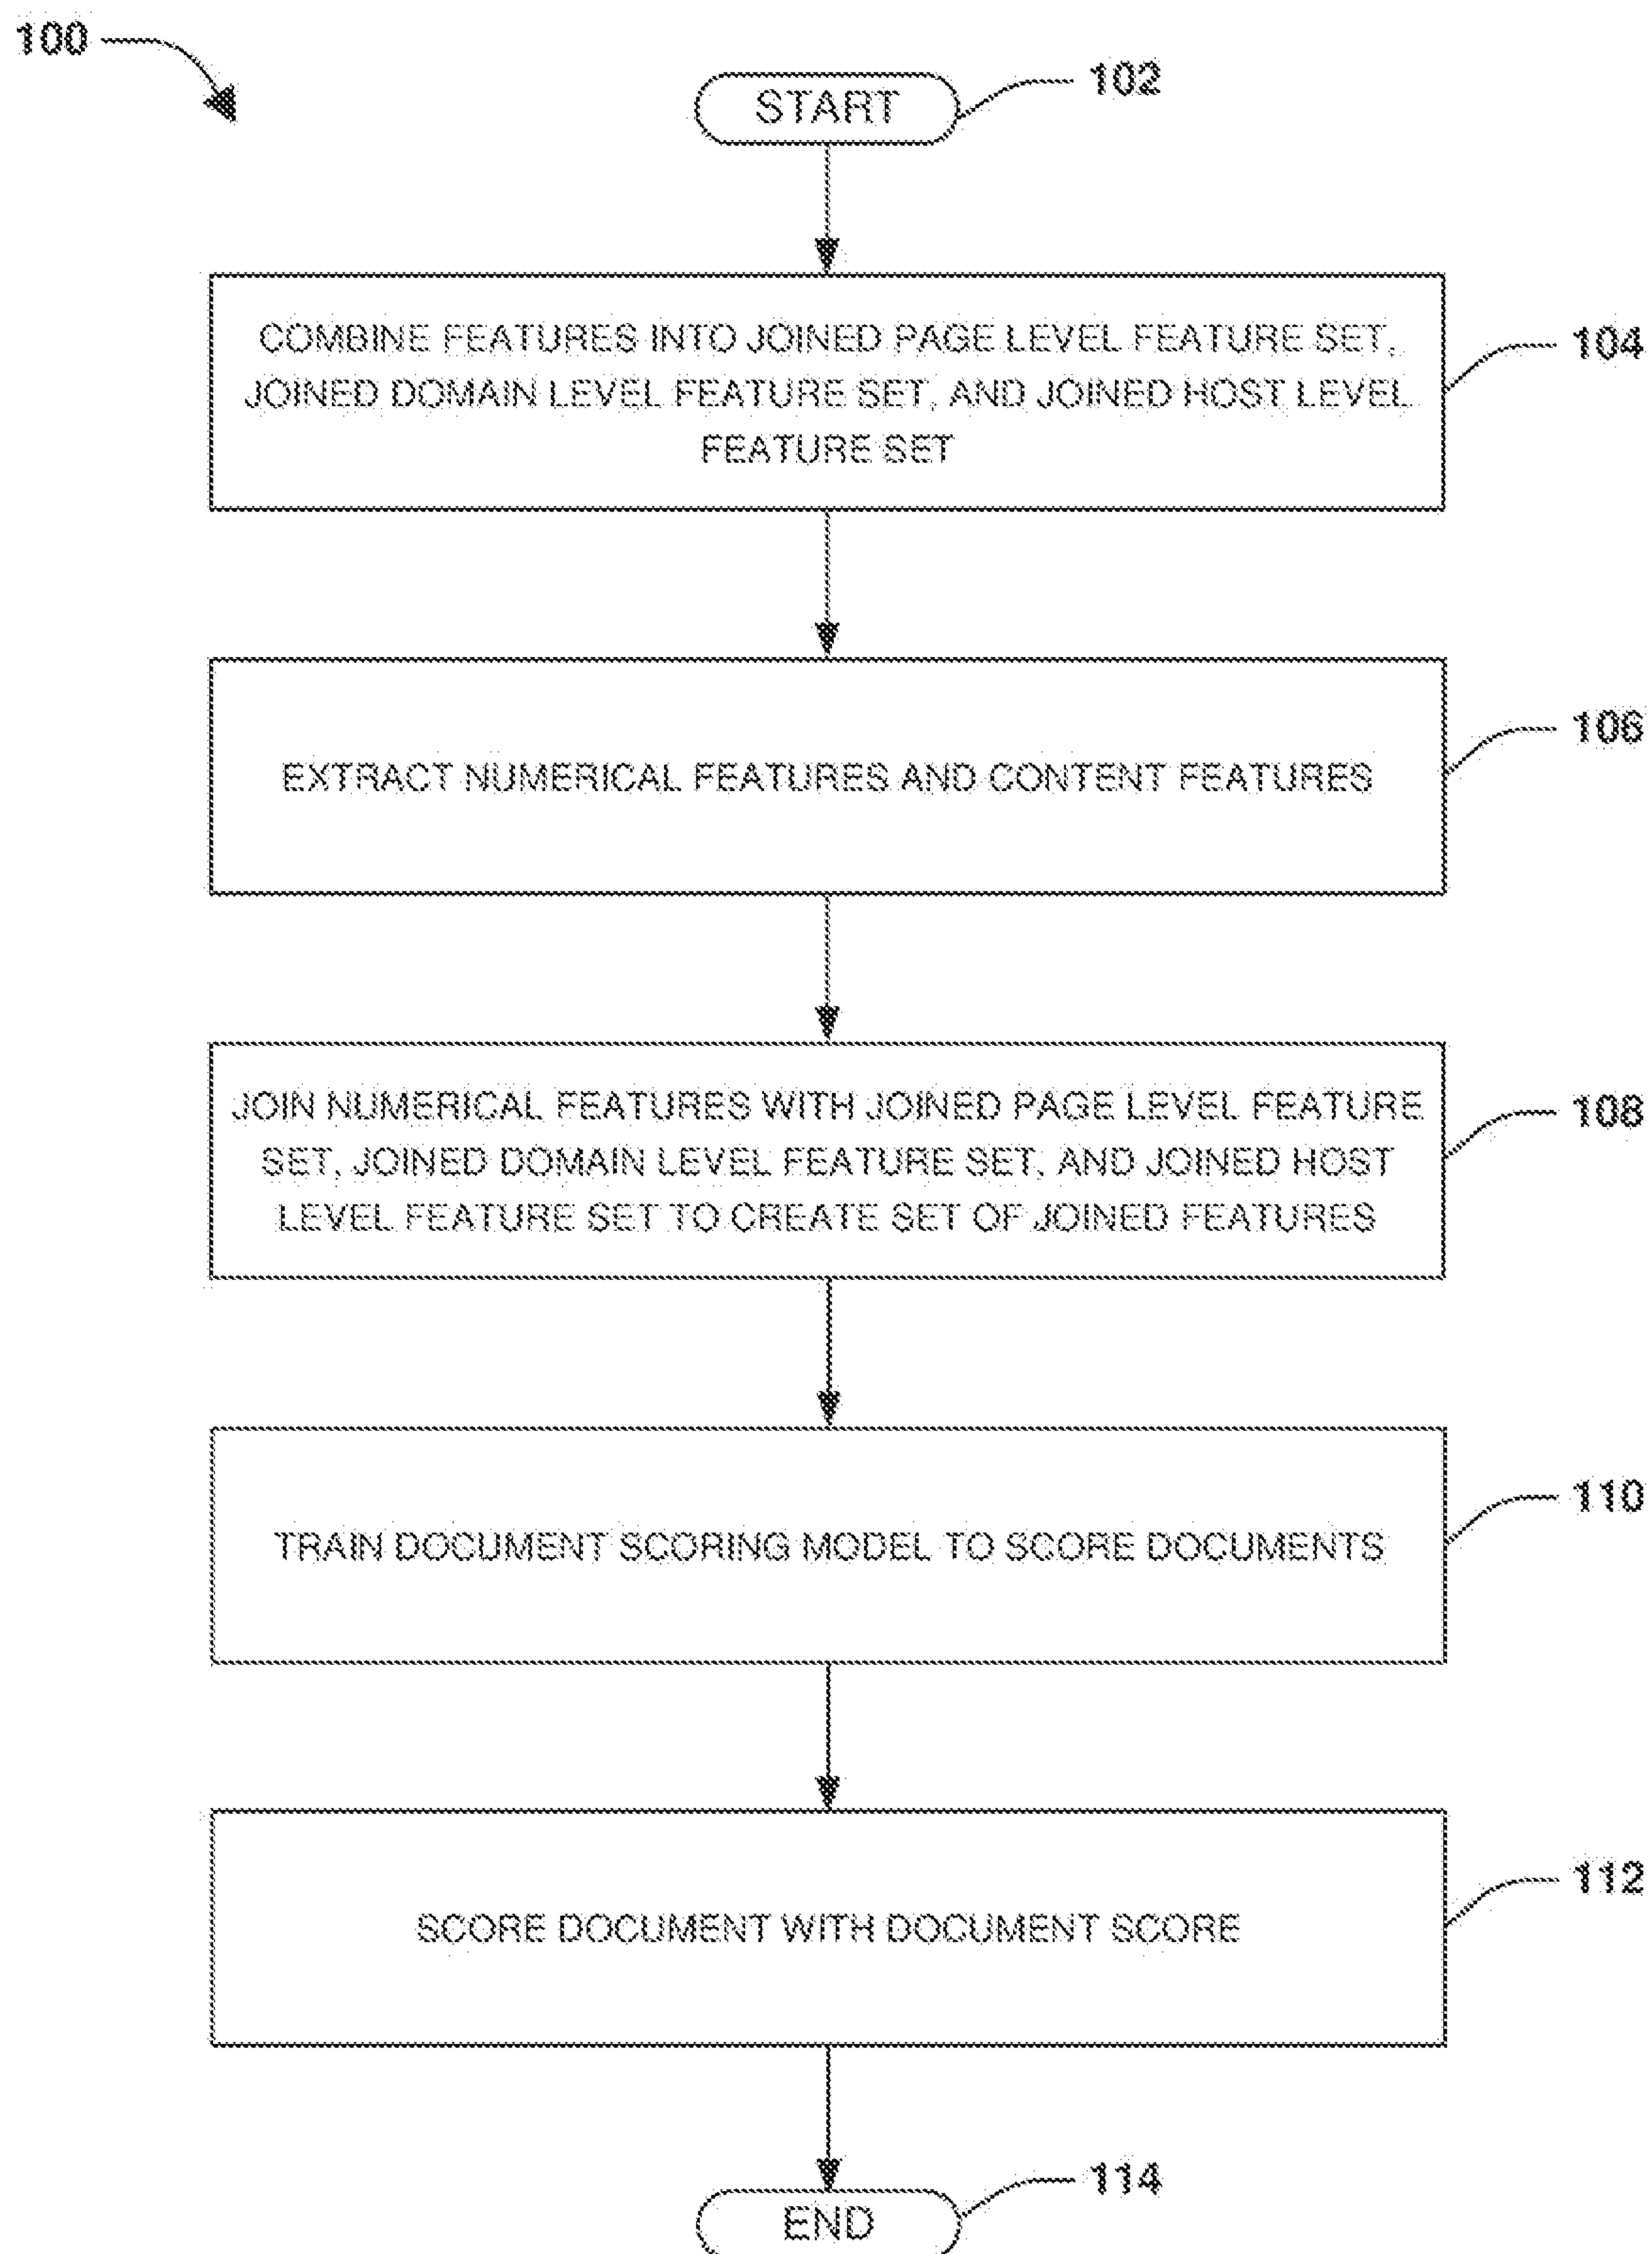 100
START
102
COMBINE FEATURES INTO JOINED PAGE LEVEL FEATURE SET,
JOINED DOMAIN LEVEL FEATURE SET, AND JOINED HOST LEVEL
FEATURE SET
104
EXTRACT NUMERICAL FEATURES AND CONTENT FEATURES
106
JOIN NUMERICAL FEATURES WITH JOINED PAGE LEVEL FEATURE
SET, JOINED DOMAIN LEVEL FEATURE SET, AND JOINED HOST
LEVEL FEATURE SET TO CREATE SET OF JOINED FEATURES
108
TRAIN DOCUMENT SCORING MODEL TO SCORE DOCUMENTS
110
SCORE DOCUMENT WITH DOCUMENT SCORE
112
END
114